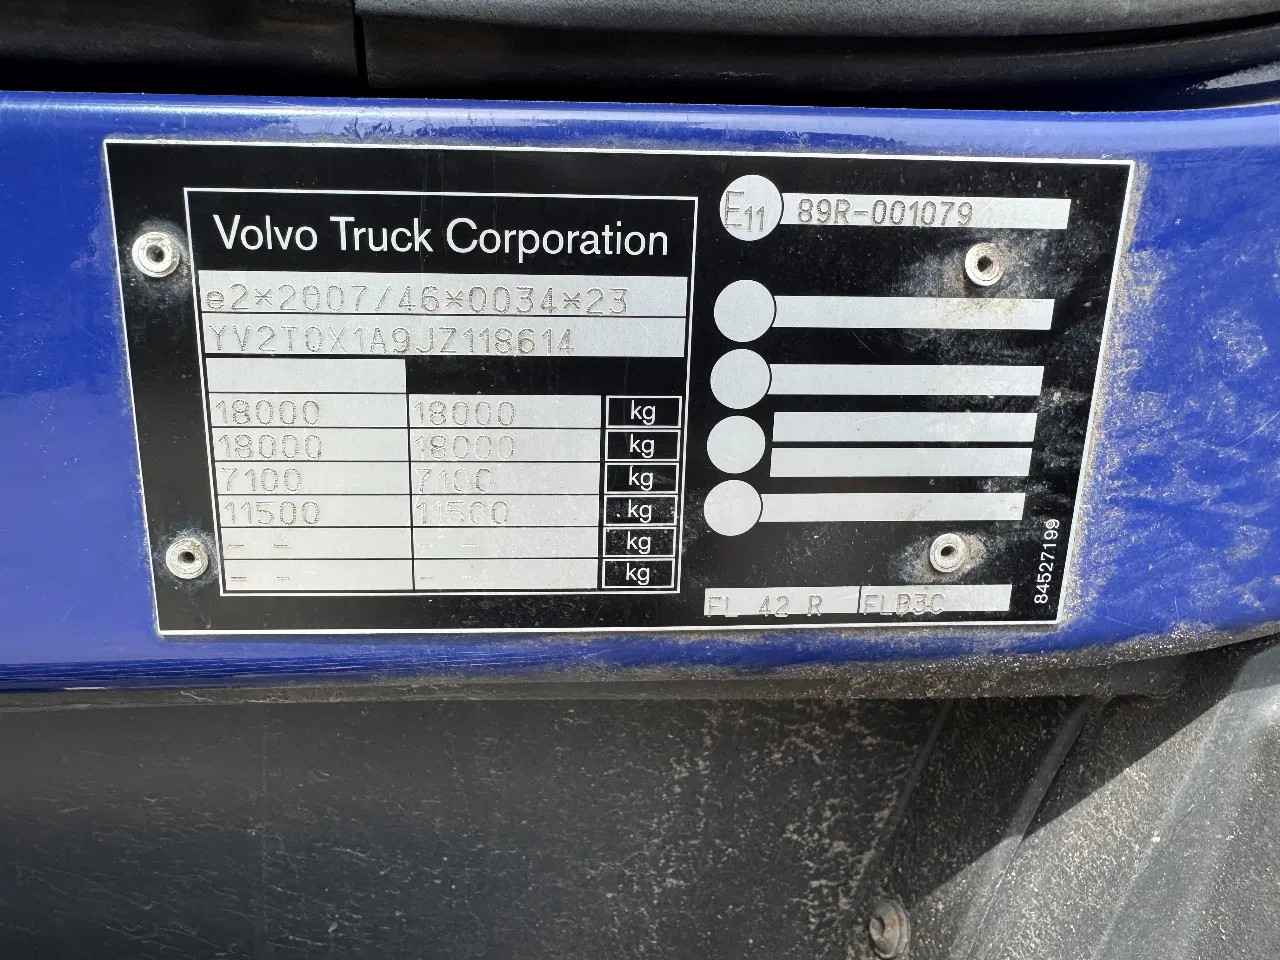 Volvo Truck Corporation
e2*2007/46*0034*23
YV2T0X1A9JZ118614
18000 18000 kg
18000 18000 kg
7100 7100 kg
11500 11500 kg
— — — — kg
— — — — kg
E11 89R-001079
FL 42 R FLB3C
84527199